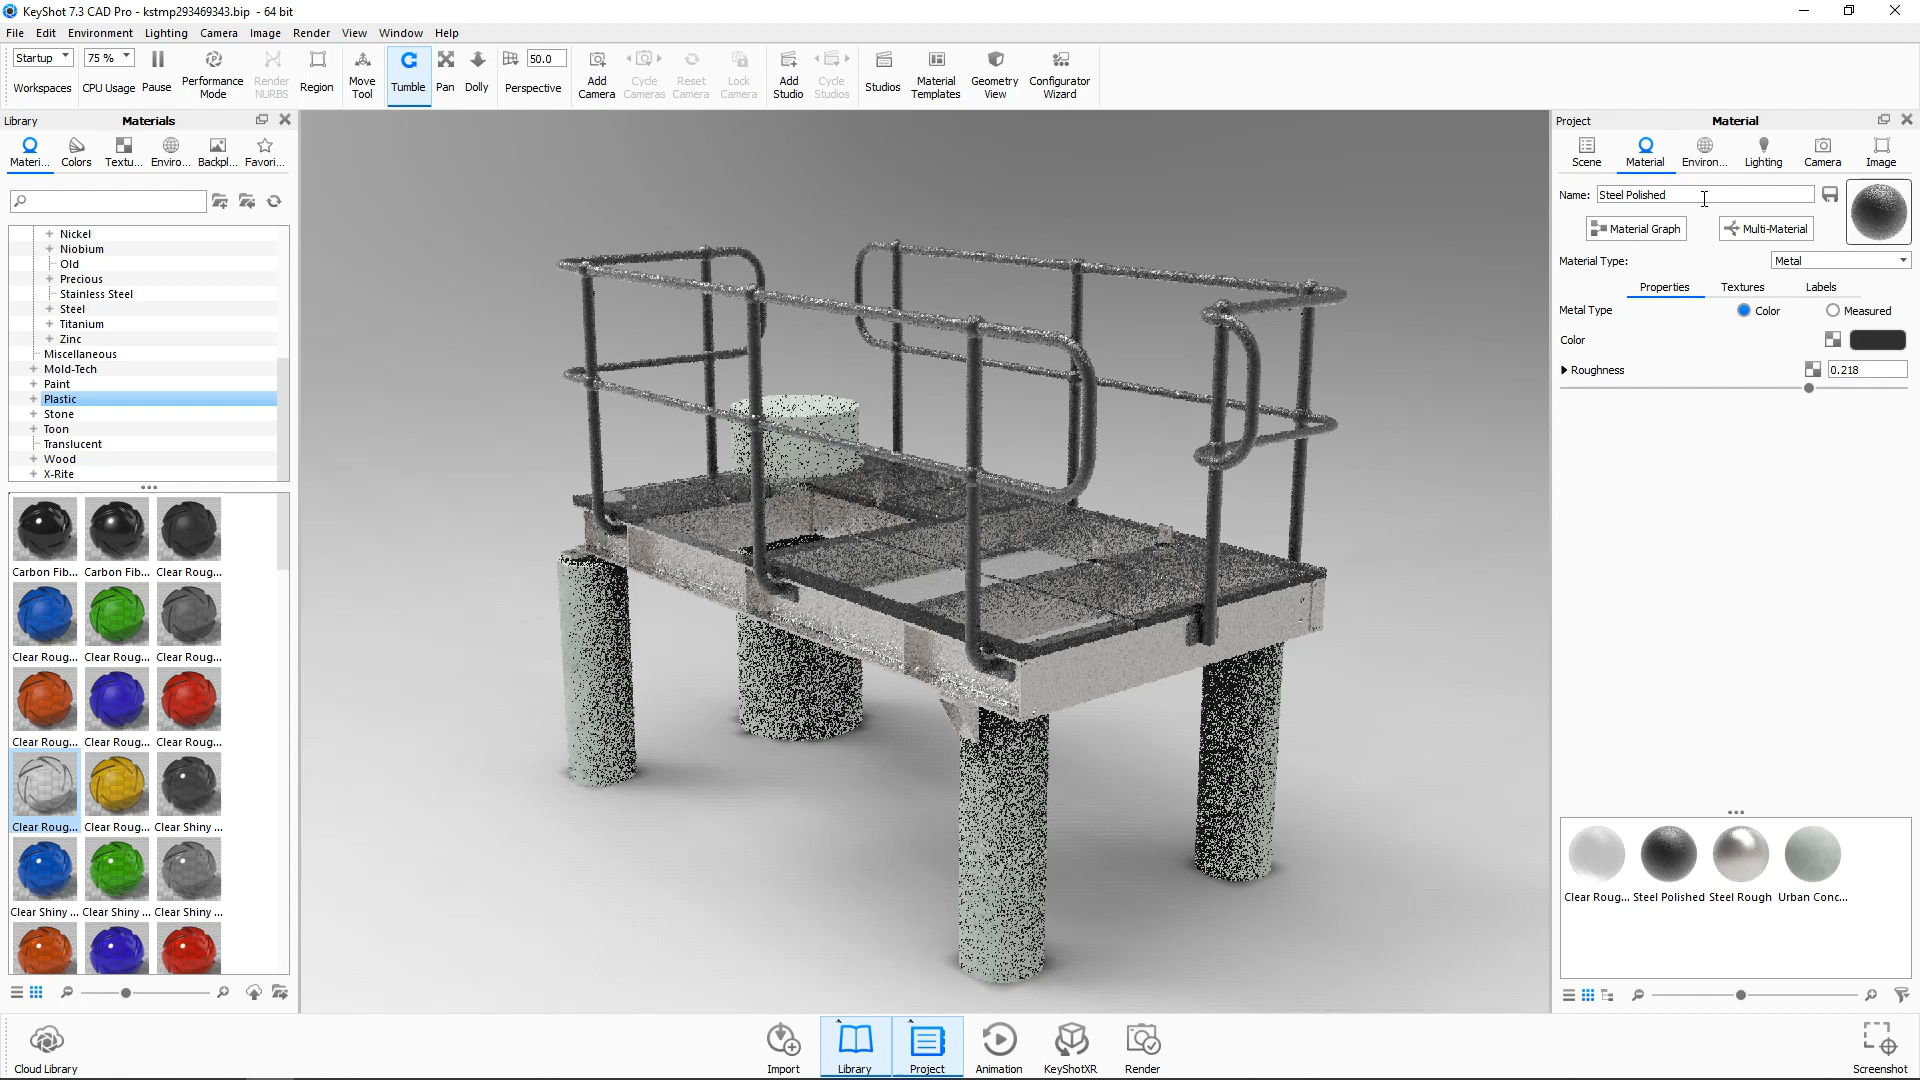 KeyShot 7.3 CAD Pro - kstmp293469343.bip - 64 bit
File Edit Environment Lighting Camera Image Render View Window Help
Startup 75 % 50.0
Workspaces CPU Usage Pause Performance Mode Render NURBS Region Move Tool Tumble Pan Dolly Perspective Add Camera Cycle Cameras Reset Camera Lock Camera Add Studio Cycle Studios Studios Material Templates Geometry View Configurator Wizard
Library Materials
Materi... Colors Textu... Enviro... Backpl... Favori...
Nickel
Niobium
Old
Precious
Stainless Steel
Steel
Titanium
Zinc
Miscellaneous
Mold-Tech
Paint
Plastic
Stone
Toon
Translucent
Wood
X-Rite
Carbon Fib... Carbon Fib... Clear Roug...
Clear Roug... Clear Roug... Clear Roug...
Clear Roug... Clear Roug... Clear Roug...
Clear Roug... Clear Roug... Clear Shiny ...
Clear Shiny ... Clear Shiny ... Clear Shiny ...
Project Material
Scene Material Environ... Lighting Camera Image
Name: Steel Polished
Material Graph Multi-Material
Material Type: Metal
Properties Textures Labels
Metal Type Color Measured
Color
Roughness 0.218
Clear Roug... Steel Polished Steel Rough Urban Conc...
Cloud Library Import Library Project Animation KeyShotXR Render Screenshot